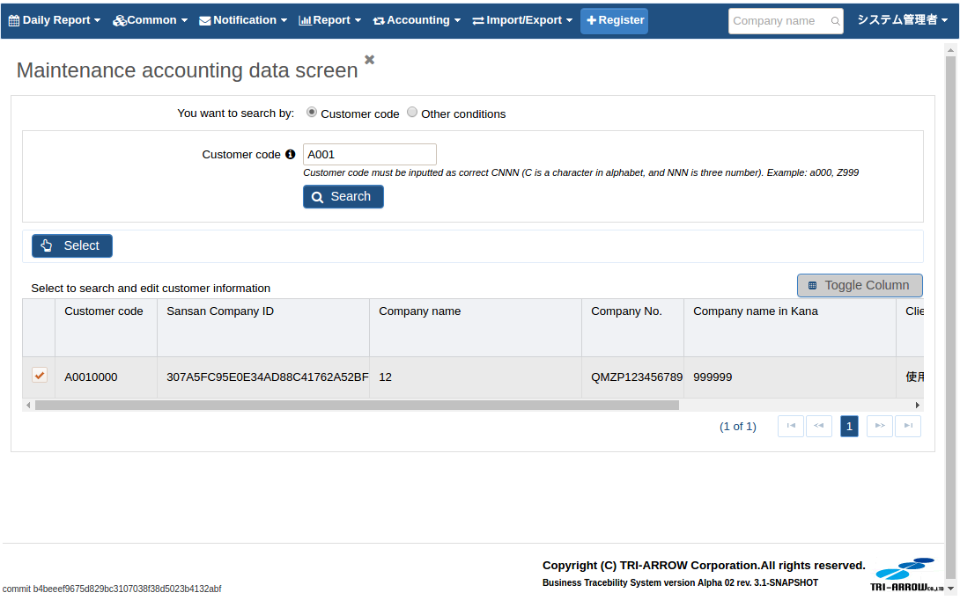 Daily Report Common Notification Report Accounting Import/Export Register Company name システム管理者
Maintenance accounting data screen
You want to search by: Customer code Other conditions
Customer code A001
Customer code must be inputted as correct CNNN (C is a character in alphabet, and NNN is three number). Example: a000, Z999
Search
Select
Toggle Column
Select to search and edit customer information
Customer code Sansan Company ID Company name Company No. Company name in Kana Clie
A0010000 307A5FC95E0E34AD88C41762A52BF 12 QMZP123456789 999999 使用
(1 of 1) 1
Copyright (C) TRI-ARROW Corporation.All rights reserved.
Business Tracebility System version Alpha 02 rev. 3.1-SNAPSHOT
TRI-ARROW CO.,LTD
commit b4beeef9675d829bc3107038f38d5023b4132abf